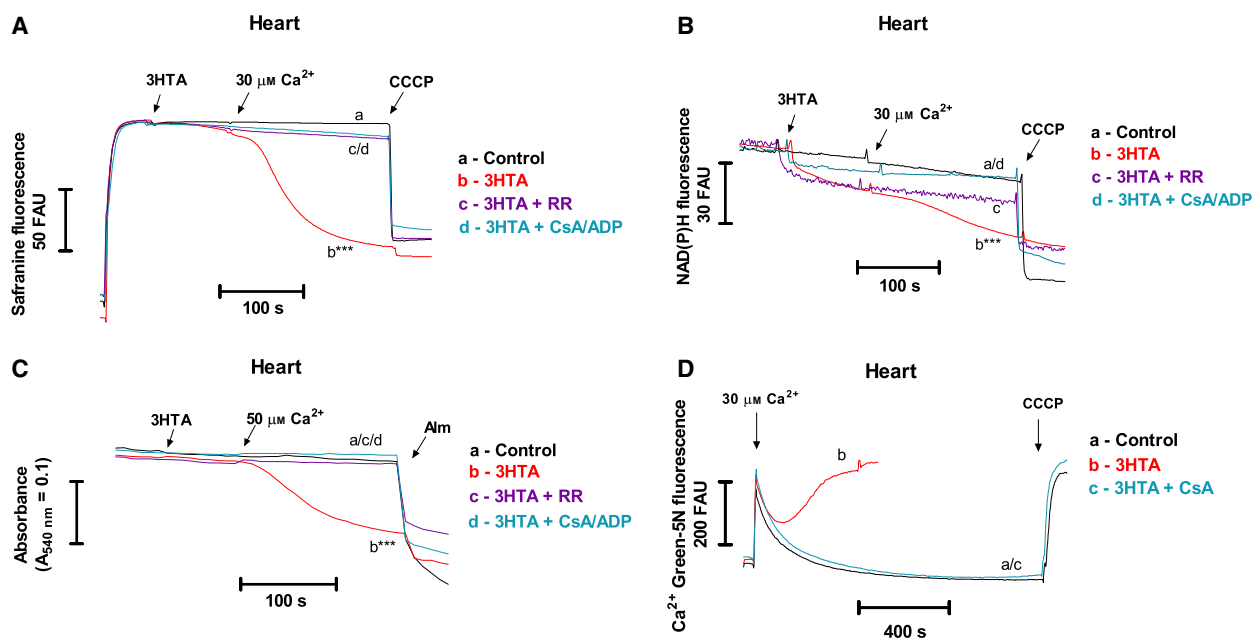 A
Heart
3HTA
30 μM Ca²⁺
CCCP
a
c/d
b***
Safranine fluorescence
50 FAU
100 s
a - Control
b - 3HTA
c - 3HTA + RR
d - 3HTA + CsA/ADP
B
Heart
3HTA
30 μM Ca²⁺
CCCP
a/d
c
b***
NAD(P)H fluorescence
30 FAU
100 s
a - Control
b - 3HTA
c - 3HTA + RR
d - 3HTA + CsA/ADP
C
Heart
3HTA
50 μM Ca²⁺
Alm
a/c/d
b***
Absorbance
(A540 nm = 0.1)
100 s
a - Control
b - 3HTA
c - 3HTA + RR
d - 3HTA + CsA/ADP
D
Heart
30 μM Ca²⁺
CCCP
b
a/c
Ca²⁺ Green-5N fluorescence
200 FAU
400 s
a - Control
b - 3HTA
c - 3HTA + CsA